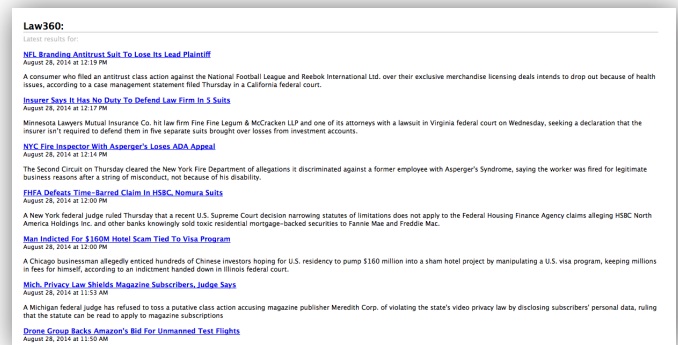 Law360:
Latest results for:
NFL Branding Antitrust Suit To Lose Its Lead Plaintiff
August 28, 2014 at 12:19 PM
A consumer who filed an antitrust class action against the National Football League and Reebok International Ltd. over their exclusive merchandise licensing deals intends to drop out because of health
issues, according to a case management statement filed Thursday in a California federal court.
Insurer Says It Has No Duty To Defend Law Firm In 5 Suits
August 28, 2014 at 12:17 PM
Minnesota Lawyers Mutual Insurance Co. hit law firm Fine Fine Legum & McCracken LLP and one of its attorneys with a lawsuit in Virginia federal court on Wednesday, seeking a declaration that the
insurer isn't required to defend them in five separate suits brought over losses from investment accounts.
NYC Fire Inspector With Asperger's Loses ADA Appeal
August 28, 2014 at 12:14 PM
The Second Circuit on Thursday cleared the New York Fire Department of allegations it discriminated against a former employee with Asperger's Syndrome, saying the worker was fired for legitimate
business reasons after a string of misconduct, not because of his disability.
FHFA Defeats Time-Barred Claim In HSBC, Nomura Suits
August 28, 2014 at 12:00 PM
A New York federal judge ruled Thursday that a recent U.S. Supreme Court decision narrowing statutes of limitations does not apply to the Federal Housing Finance Agency claims alleging HSBC North
America Holdings Inc. and other banks knowingly sold toxic residential mortgage-backed securities to Fannie Mae and Freddie Mac.
Man Indicted For $160M Hotel Scam Tied To Visa Program
August 28, 2014 at 12:00 PM
A Chicago businessman allegedly enticed hundreds of Chinese investors hoping for U.S. residency to pump $160 million into a sham hotel project by manipulating a U.S. visa program, keeping millions
in fees for himself, according to an indictment handed down in Illinois federal court.
Mich. Privacy Law Shields Magazine Subscribers, Judge Says
August 28, 2014 at 11:53 AM
A Michigan federal judge has refused to toss a putative class action accusing magazine publisher Meredith Corp. of violating the state's video privacy law by disclosing subscribers' personal data, ruling
that the statute can be read to apply to magazine subscriptions
Drone Group Backs Amazon's Bid For Unmanned Test Flights
August 28, 2014 at 11:50 AM